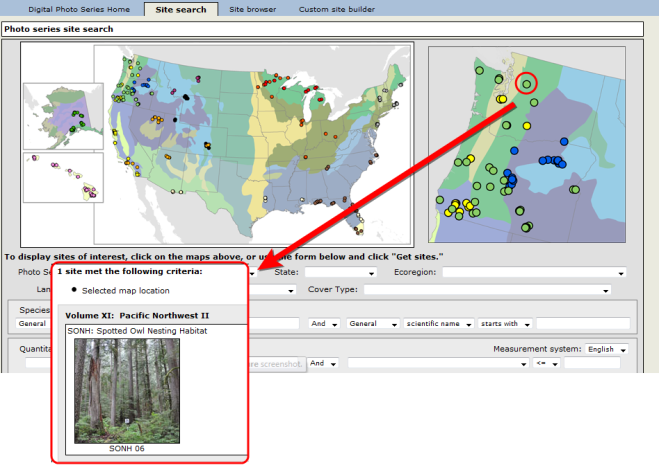 Digital Photo Series Home Site search Site browser Custom site builder
Photo series site search
To display sites of interest, click on the maps above, or use the form below and click "Get sites."
Photo Se State: Ecoregion:
Lan Cover Type:
Species
General And General scientific name starts with
Quantita Measurement system: English
re screenshot. And <=
1 site met the following criteria:
Selected map location
Volume XI: Pacific Northwest II
SONH: Spotted Owl Nesting Habitat
SONH 06